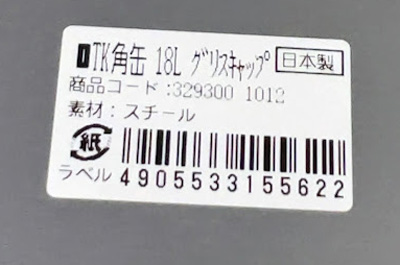 DTK角缶 18L グリスキャップ 日本製
商品コード:329300 1012
素材:スチール
紙
ラベル 4905533155622